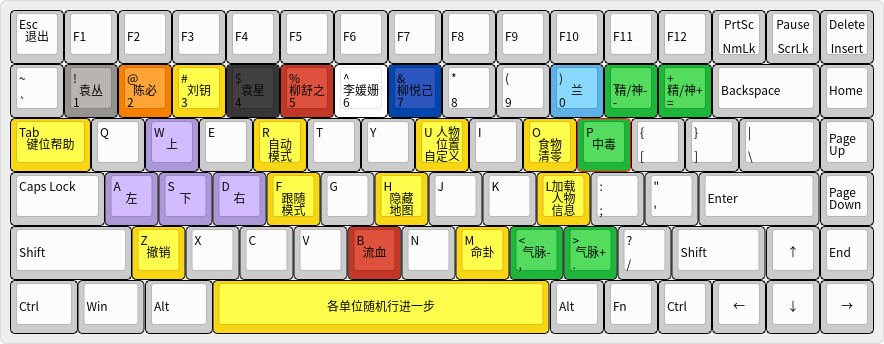 Esc 退出
F1
F2
F3
F4
F5
F6
F7
F8
F9
F10
F11
F12
PrtSc
NmLk
Pause
ScrLk
Delete
Insert
~
`
!
袁丛
1
@
陈必
2
#
刘钥
3
$
袁星
4
%
柳舒之
5
^
李媛姗
6
&
柳悦己
7
*
8
(
9
)
兰
0
_
精/神-
-
+
精/神+
=
Backspace
Home
Tab
键位帮助
Q
W
上
E
R
自动
模式
T
Y
U 人物
位置
自定义
I
O
食物
清零
P
中毒
{
[
}
]
|
\
Page
Up
Caps Lock
A
左
S
下
D
右
F
跟随
模式
G
H
隐藏
地图
J
K
L加载
人物
信息
:
;
"
'
Enter
Page
Down
Shift
Z
撤销
X
C
V
B
流血
N
M
命卦
<
气脉-
,
>
气脉+
.
?
/
Shift
↑
End
Ctrl
Win
Alt
各单位随机行进一步
Alt
Fn
Ctrl
←
↓
→